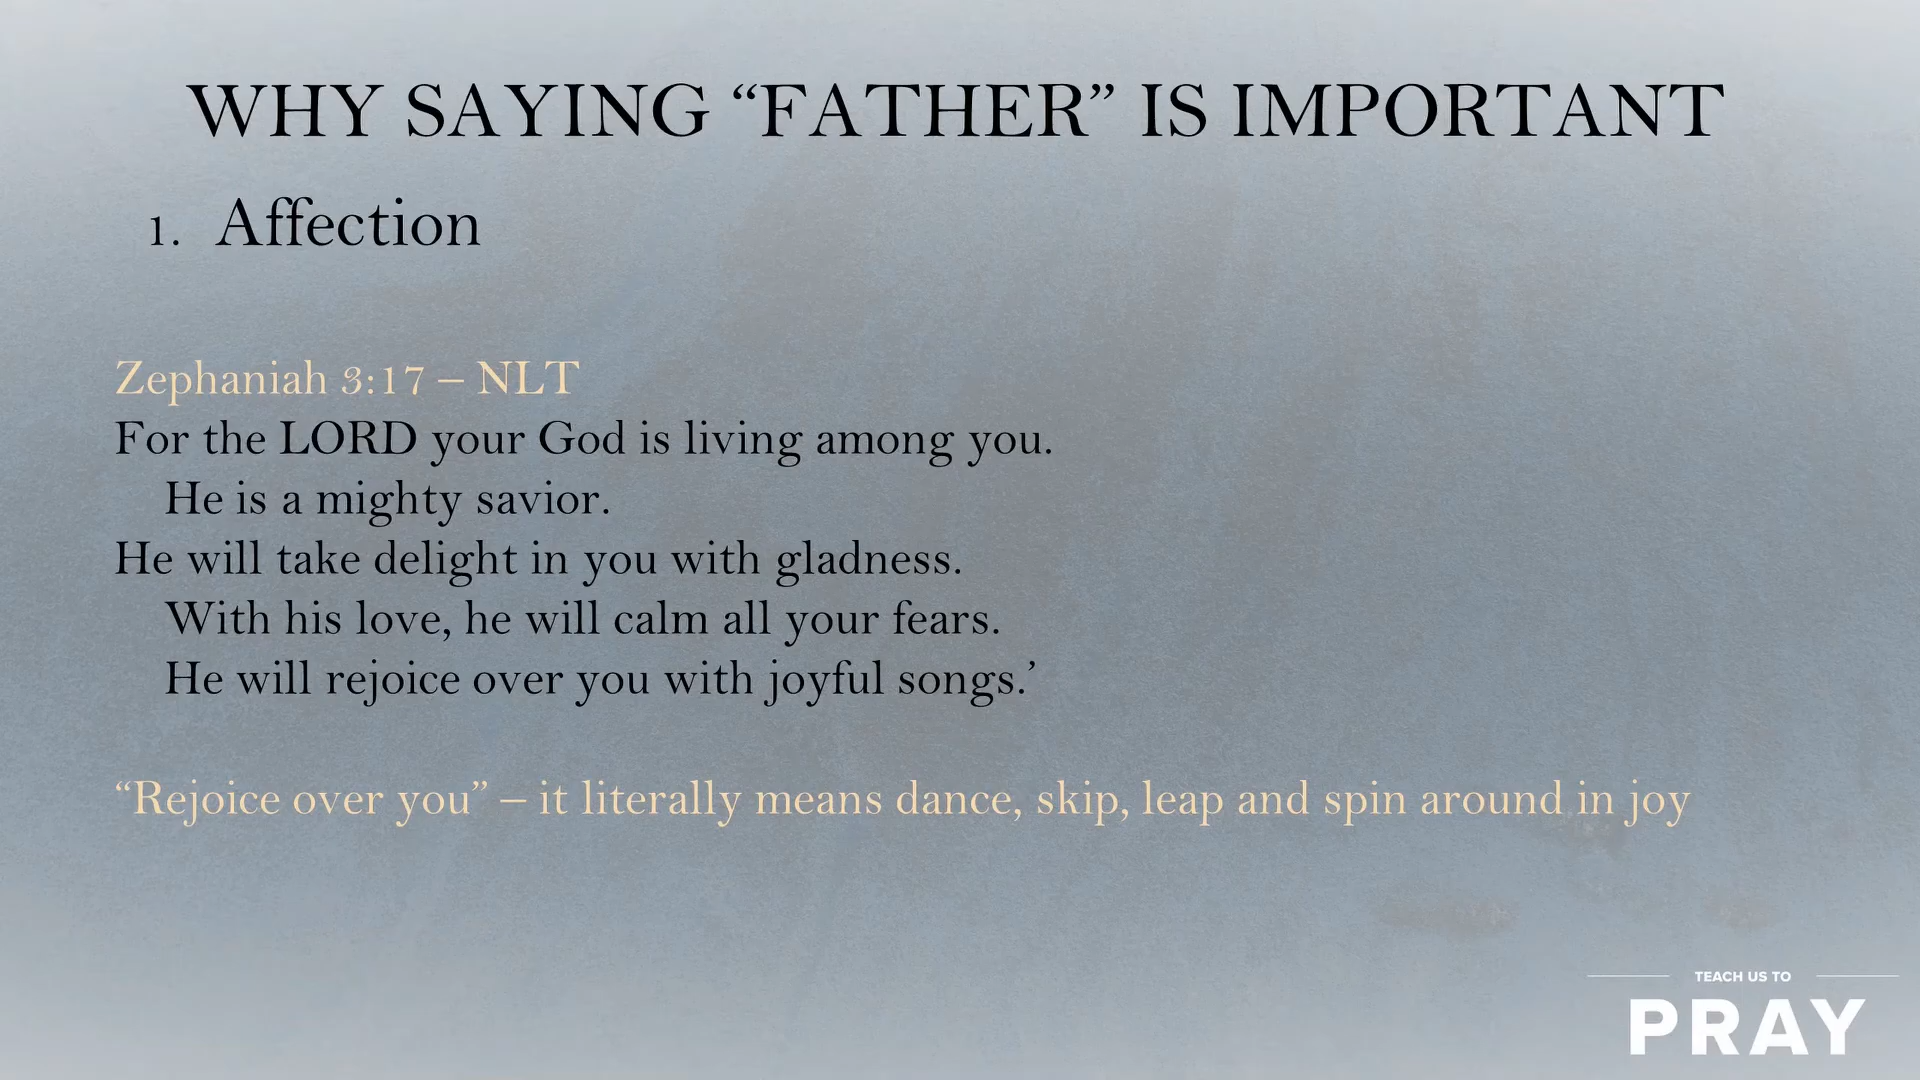 WHY SAYING “FATHER” IS IMPORTANT
1. Affection
Zephaniah 3:17 – NLT
For the LORD your God is living among you.
He is a mighty savior.
He will take delight in you with gladness.
With his love, he will calm all your fears.
He will rejoice over you with joyful songs.’
“Rejoice over you” – it literally means dance, skip, leap and spin around in joy
TEACH US TO
PRAY